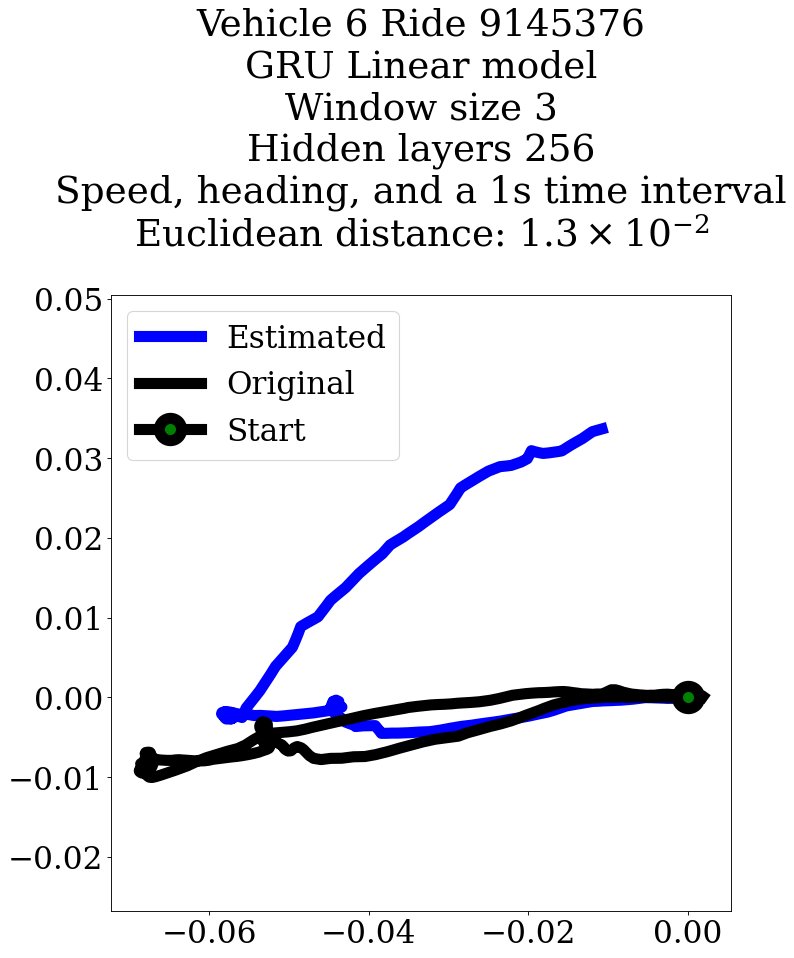 Vehicle 6 Ride 9145376
GRU Linear model
Window size 3
Hidden layers 256
Speed, heading, and a 1s time interval
Euclidean distance: $1.3 \times 10^{-2}$
Estimated
Original
Start
0.05
0.04
0.03
0.02
0.01
0.00
−0.01
−0.02
−0.06 −0.04 −0.02 0.00